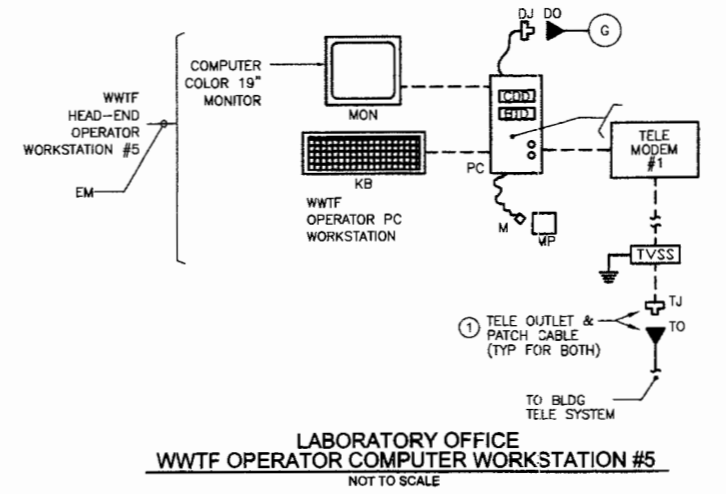 DJ DO
G
COMPUTER
COLOR 19"
MONITOR
MON
CDD
BTD
PC
TELE
MODEM
#1
WWTF
HEAD-END
OPERATOR
WORKSTATION #5
EM
KB
WWTF
OPERATOR PC
WORKSTATION
M
MP
TVSS
TJ
1 TELE OUTLET &
PATCH CABLE
(TYP FOR BOTH)
TO
TO BLDG
TELE SYSTEM
LABORATORY OFFICE
WWTF OPERATOR COMPUTER WORKSTATION #5
NOT TO SCALE